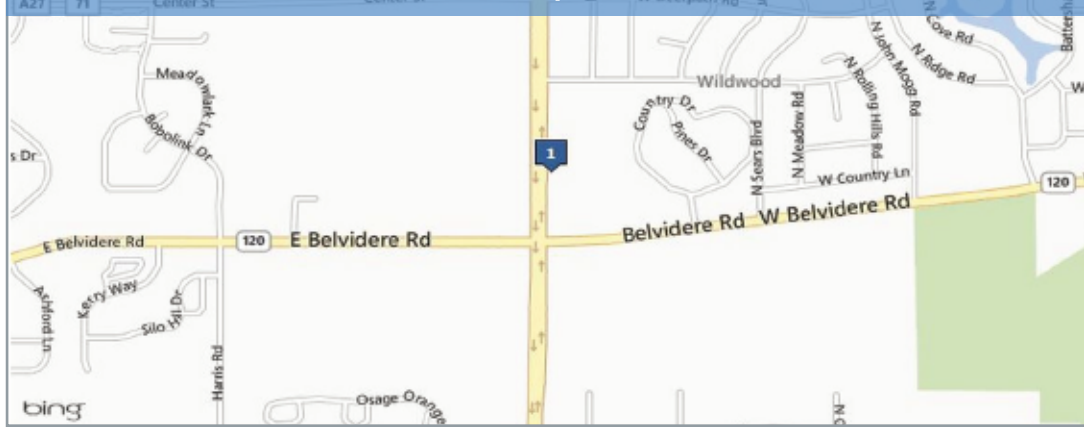 A27
71
Center St
N Cove Rd
N Ridge Rd
N John Mogg Rd
N Rolling Hills Rd
Meadowlark Ln
Bobolink Dr
s Dr
Wildwood
Country Dr
Pines Dr
N Sears Blvd
N Meadow Rd
W Country Ln
W
1
120
E Belvidere Rd
120
E Belvidere Rd
Belvidere Rd
W Belvidere Rd
Ashford Ln
Kerry Way
Silo Hill Dr
Harris Rd
Osage Orange
bing